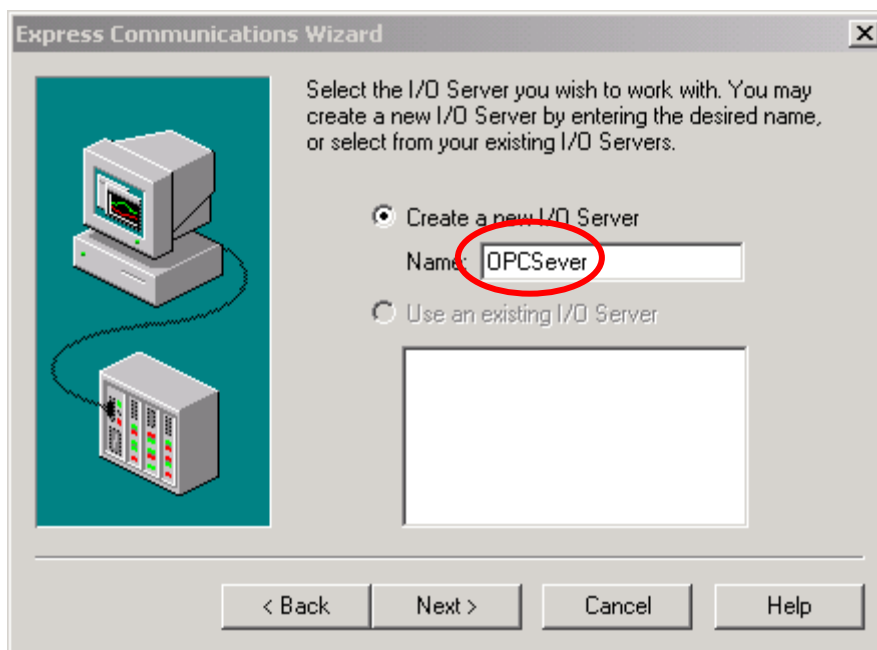 Express Communications Wizard
Select the I/O Server you wish to work with. You may
create a new I/O Server by entering the desired name,
or select from your existing I/O Servers.
Create a new I/O Server
Name: OPCSever
Use an existing I/O Server
< Back Next > Cancel Help